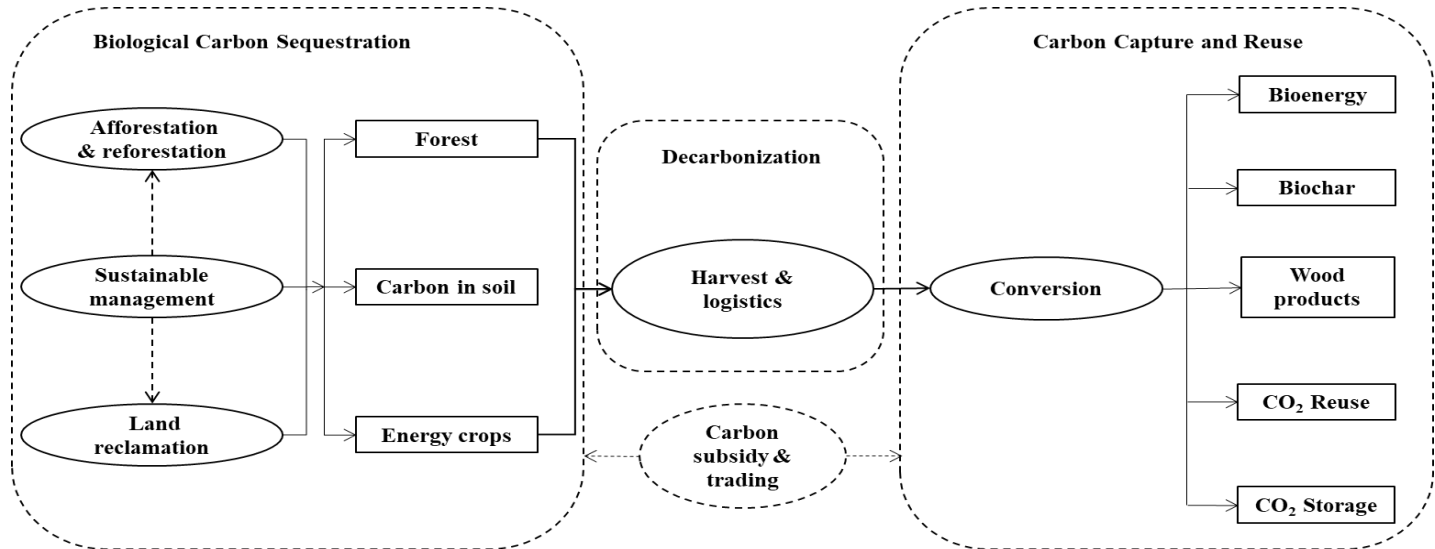 Biological Carbon Sequestration
Afforestation
& reforestation
Sustainable
management
Land
reclamation
Forest
Carbon in soil
Energy crops
Decarbonization
Harvest &
logistics
Carbon
subsidy &
trading
Carbon Capture and Reuse
Conversion
Bioenergy
Biochar
Wood
products
CO₂ Reuse
CO₂ Storage